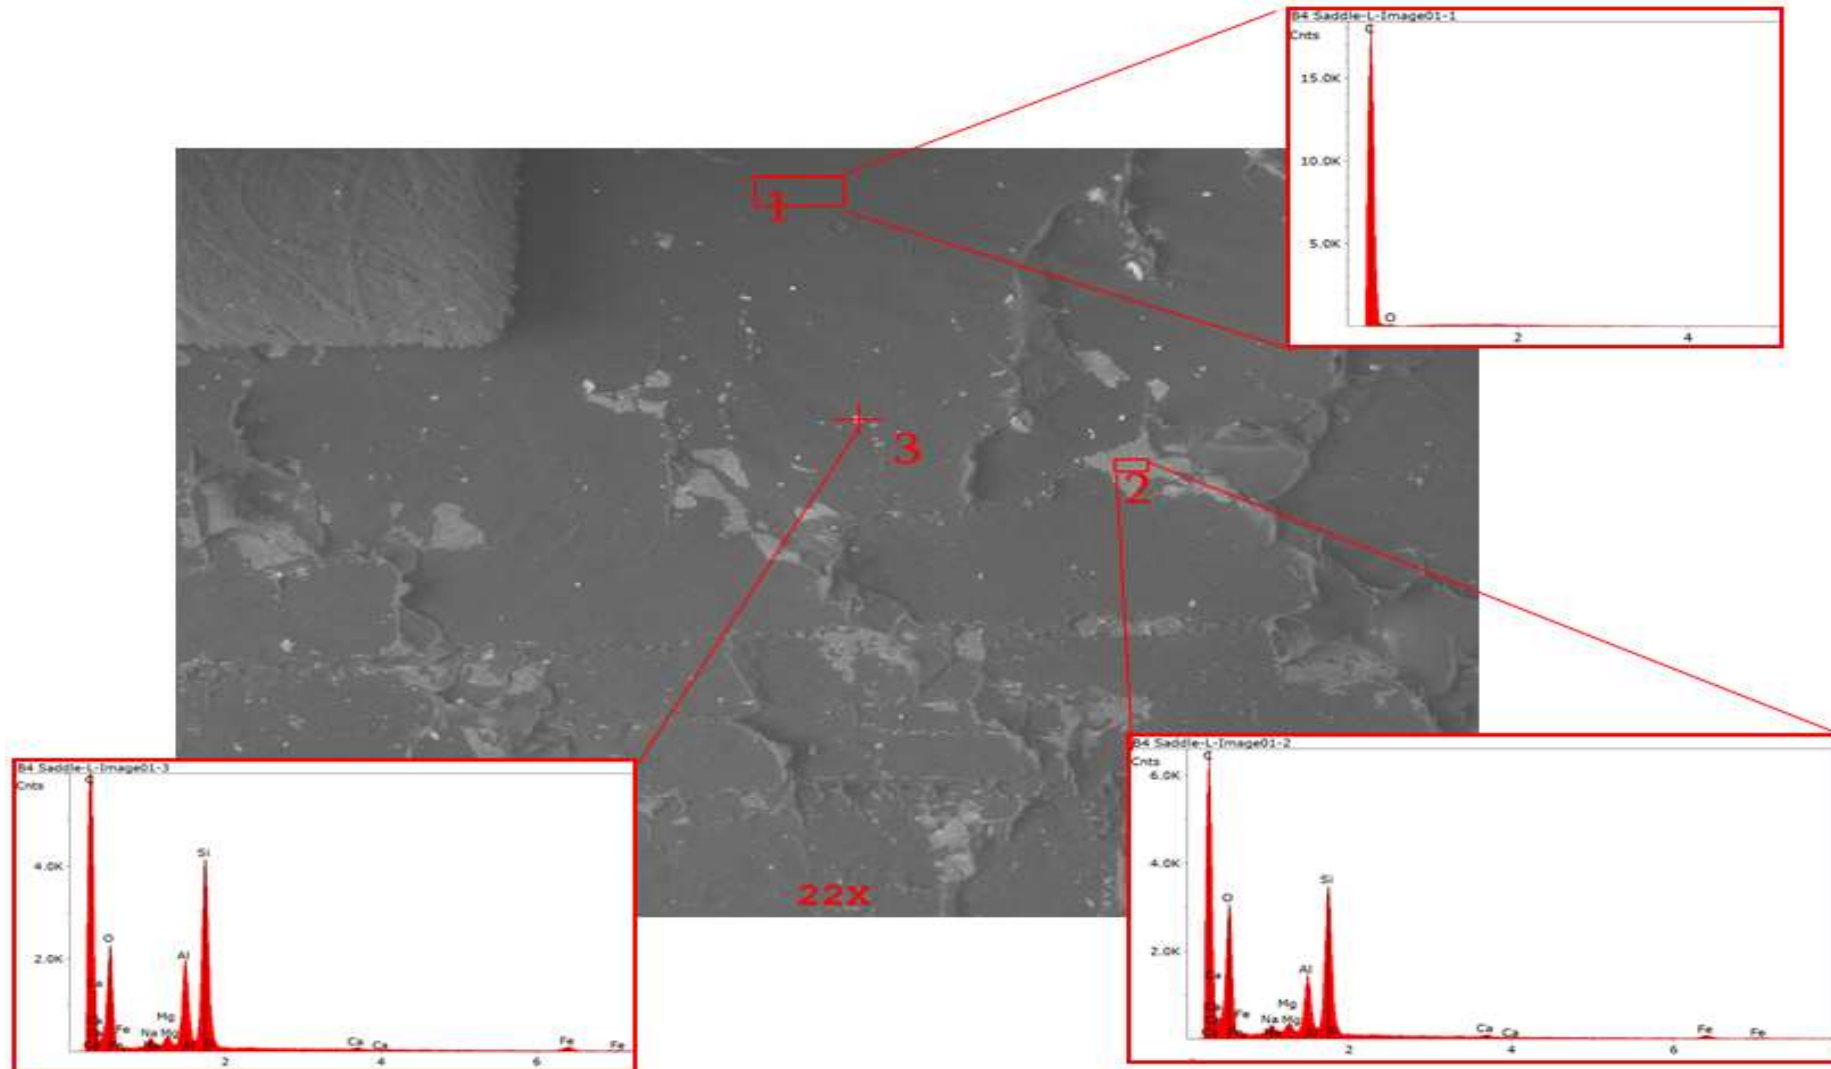 B4 Saddle-L-Image01-1
Cnts
C
15.0K
10.0K
5.0K
O
2 4
1
3
2
22X
B4 Saddle-L-Image01-3
Cnts
C
4.0K
Si
O
2.0K
Al
Ca
Mg
Fe
Na Mg
Ca Ca
Fe
Fe
2 6
B4 Saddle-L-Image01-2
Cnts
C
6.0K
4.0K
Si
O
2.0K
Al
Ca
Mg
Fe
Na Mg
Ca Ca
Fe Fe
2 4 6